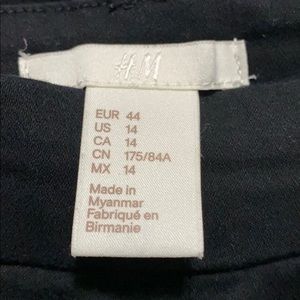 H&M
EUR 44
US 14
CA 14
CN 175/84A
MX 14
Made in
Myanmar
Fabriqué en
Birmanie